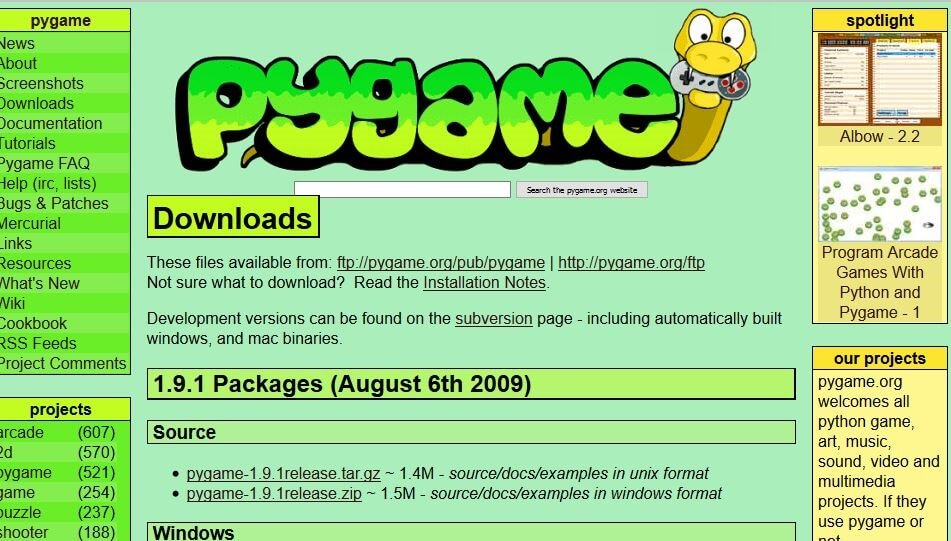 pygame
News
About
Screenshots
Downloads
Documentation
Tutorials
Pygame FAQ
Help (irc, lists)
Bugs & Patches
Mercurial
Links
Resources
What's New
Wiki
Cookbook
RSS Feeds
Project Comments
projects
arcade (607)
2d (570)
pygame (521)
game (254)
puzzle (237)
shooter (188)
pygame
Search the pygame.org website
Downloads
These files available from: ftp://pygame.org/pub/pygame | http://pygame.org/ftp
Not sure what to download? Read the Installation Notes.
Development versions can be found on the subversion page - including automatically built
windows, and mac binaries.
1.9.1 Packages (August 6th 2009)
Source
• pygame-1.9.1release.tar.gz ~ 1.4M - source/docs/examples in unix format
• pygame-1.9.1release.zip ~ 1.5M - source/docs/examples in windows format
Windows
spotlight
Albow - 2.2
Program Arcade
Games With
Python and
Pygame - 1
our projects
pygame.org
welcomes all
python game,
art, music,
sound, video and
multimedia
projects. If they
use pygame or
not.